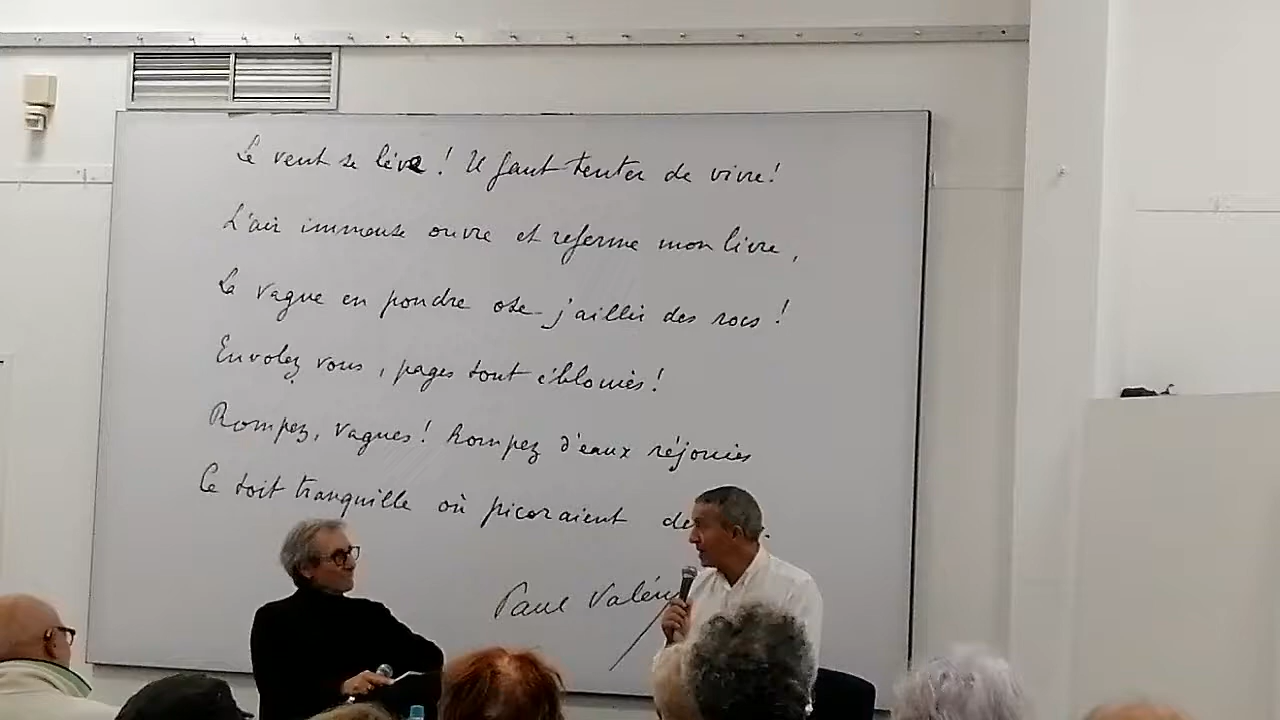 Le vent se lève ! Il faut tenter de vivre !
L'air immense ouvre et referme mon livre,
La vague en poudre ose jaillir des rocs !
Envolez vous, pages tout éblouies !
Rompez, vagues ! Rompez d'eaux réjouies
Ce toit tranquille où picoraient
Paul Valéry